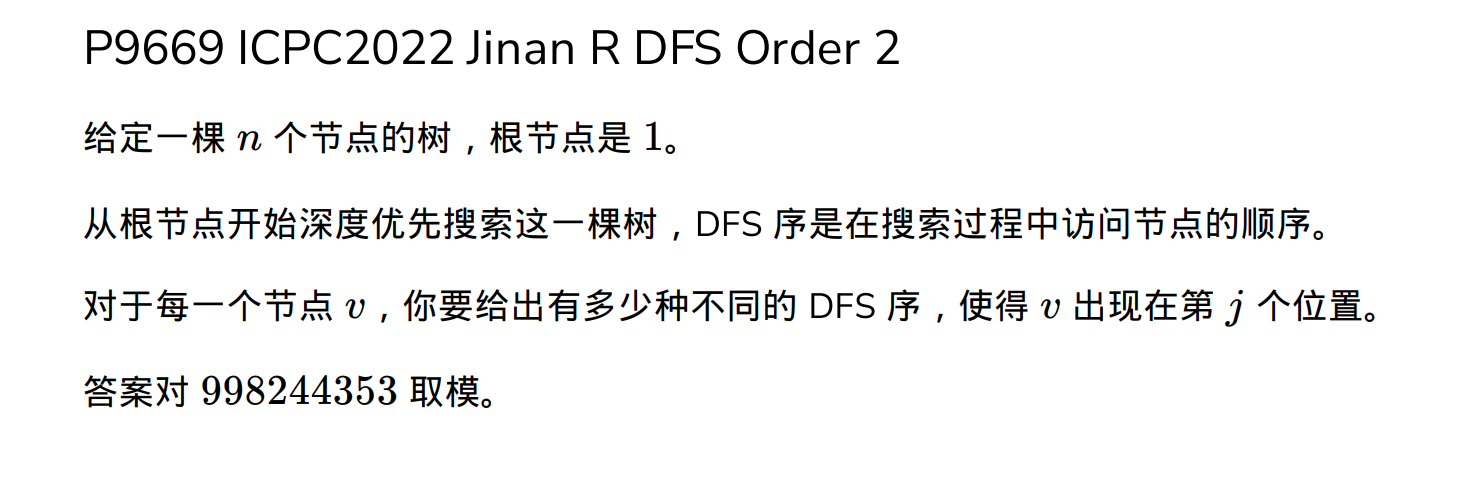 P9669 ICPC2022 Jinan R DFS Order 2
给定一棵 n 个节点的树，根节点是 1。
从根节点开始深度优先搜索这一棵树，DFS 序是在搜索过程中访问节点的顺序。
对于每一个节点 v，你要给出有多少种不同的 DFS 序，使得 v 出现在第 j 个位置。
答案对 998244353 取模。